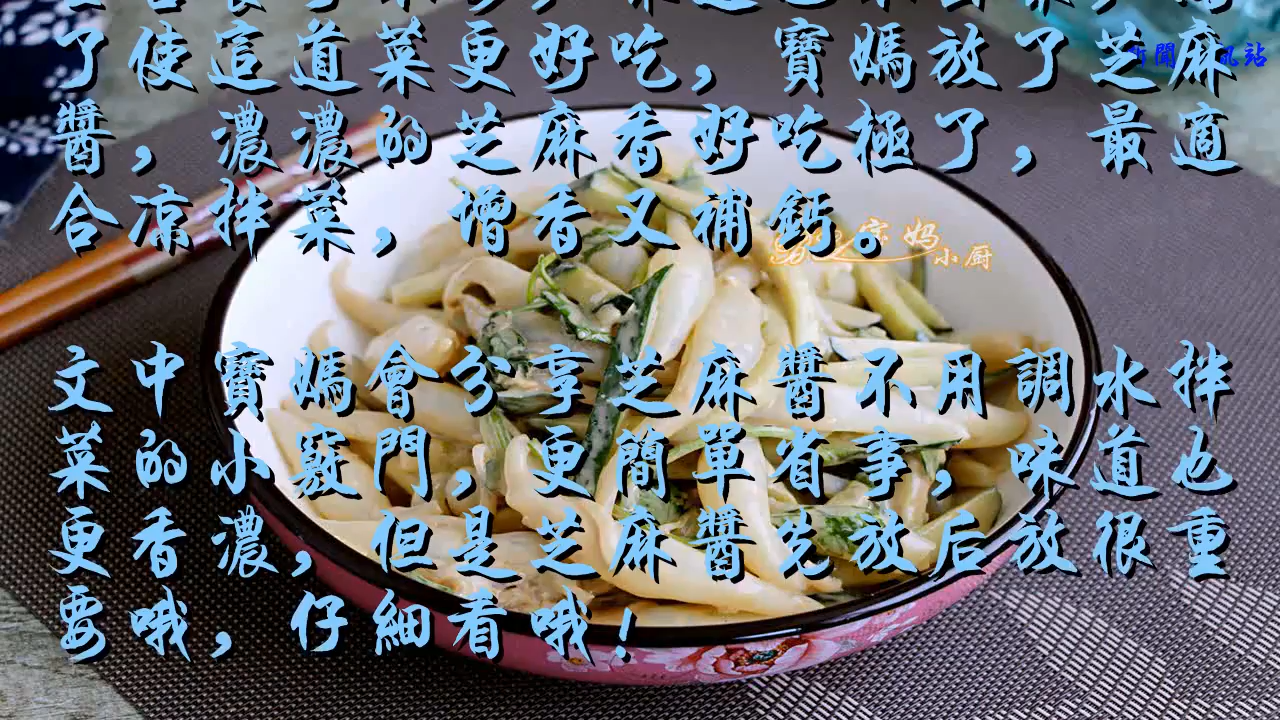 了使這道菜更好吃，寶媽放了芝麻
醬，濃濃的芝麻香好吃極了，最適
合涼拌菜，增香又補鈣。
宝妈
小厨
文中寶媽會分享芝麻醬不用調水拌
菜的小竅門，更簡單省事，味道也
更香濃，但是芝麻醬先放后放很重
要哦，仔細看哦！